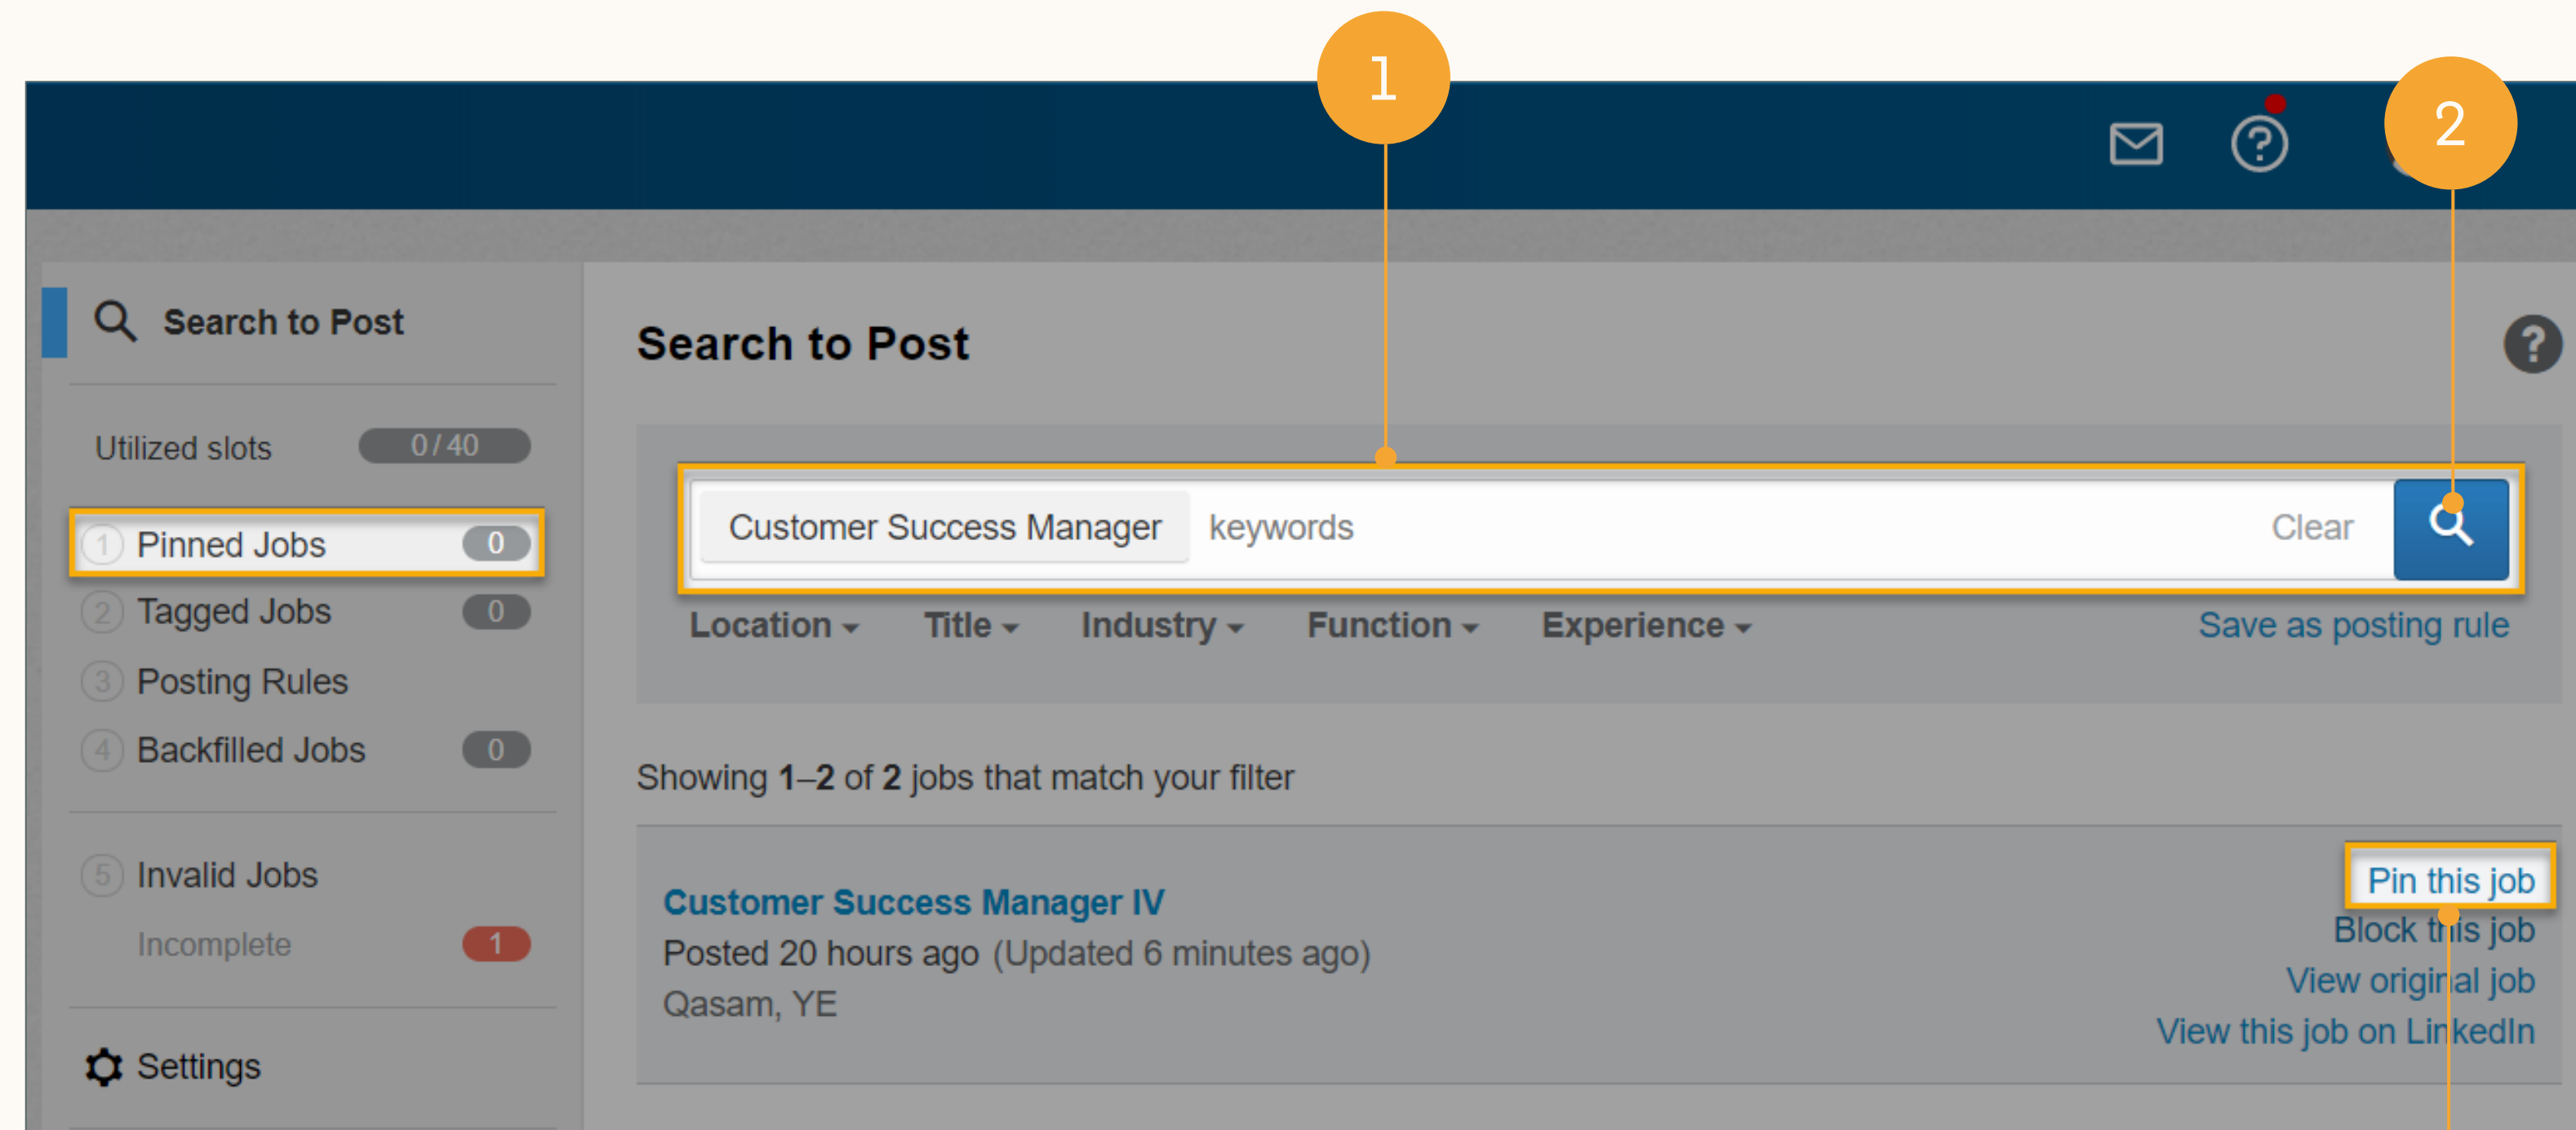 1
2
Search to Post
Utilized slots 0/40
1 Pinned Jobs 0
2 Tagged Jobs 0
3 Posting Rules
4 Backfilled Jobs 0
5 Invalid Jobs
Incomplete 1
Settings
Search to Post
?
Customer Success Manager keywords Clear
Location Title Industry Function Experience Save as posting rule
Showing 1–2 of 2 jobs that match your filter
Customer Success Manager IV
Posted 20 hours ago (Updated 6 minutes ago)
Qasam, YE
Pin this job
Block this job
View original job
View this job on LinkedIn